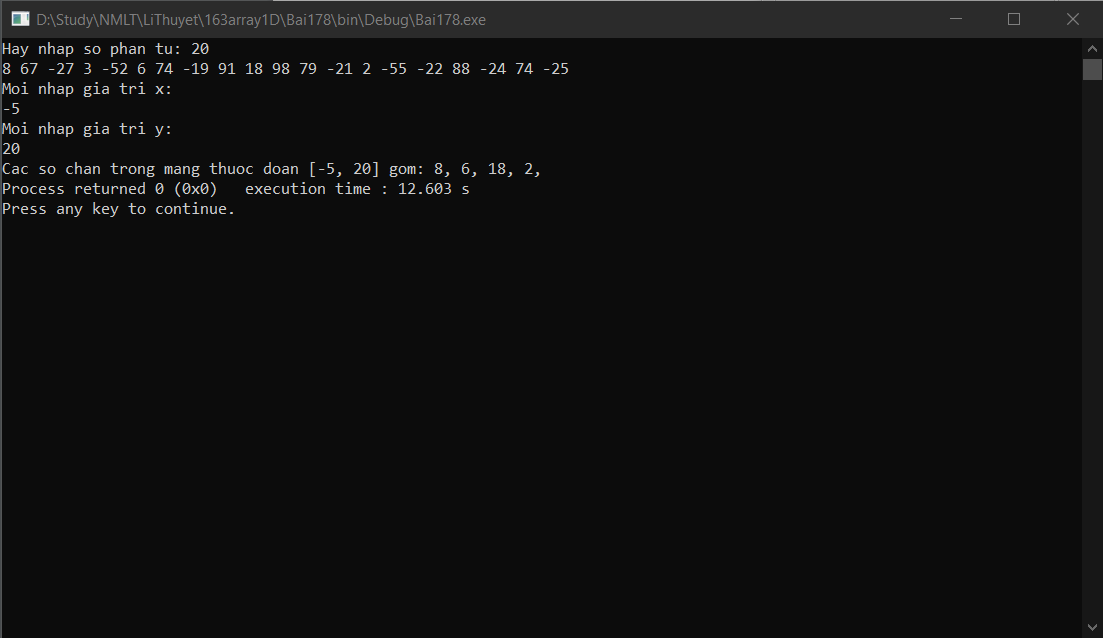 D:\Study\NMLT\LiThuyet\163array1D\Bai178\bin\Debug\Bai178.exe
Hay nhap so phan tu: 20
8 67 -27 3 -52 6 74 -19 91 18 98 79 -21 2 -55 -22 88 -24 74 -25
Moi nhap gia tri x:
-5
Moi nhap gia tri y:
20
Cac so chan trong mang thuoc doan [-5, 20] gom: 8, 6, 18, 2,
Process returned 0 (0x0)   execution time : 12.603 s
Press any key to continue.